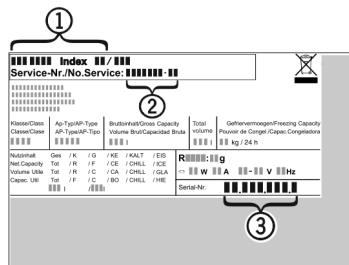 1
Index /
Service-Nr./No.Service: -
2
Klasse/Class Ap-Typ/AP-Type Bruttoinhalt/Gross Capacity Total Gefriervermoegen/Freezing Capacity
Classe/Clase AP-Type/AP-Tipo Volume Brut/Capacidad Bruta volume Pouvoir de Congel./Capac.Congeladora
l l kg / 24 h
Nutzinhalt Ges / K / G / KE / KALT / EIS
Net.Capacity Tot / R / F / CE / CHILL / ICE
Volume Utile Tot / R / C / CA / CHILL / GLA
Capac. Util Tot / F / C / BO / CHILL / HIE
l / l
R : g
W A - V Hz
Serial-Nr. . . .
3